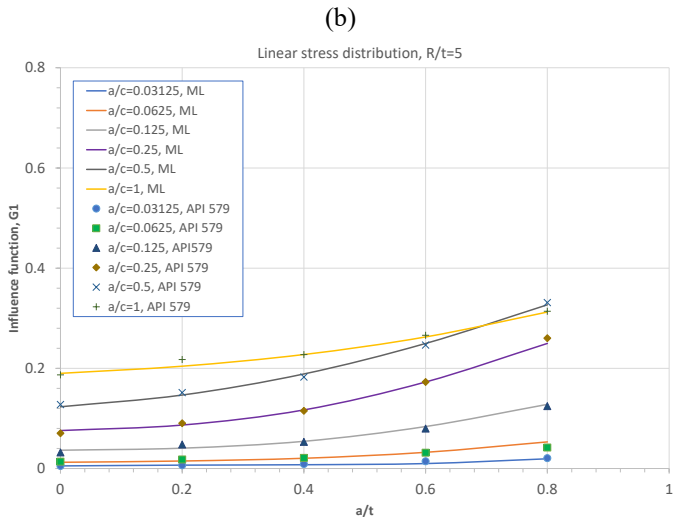 (b)
Linear stress distribution, R/t=5
0.8
0.6
0.4
0.2
0
Influence function, G1
a/c=0.03125, ML
a/c=0.0625, ML
a/c=0.125, ML
a/c=0.25, ML
a/c=0.5, ML
a/c=1, ML
a/c=0.03125, API 579
a/c=0.0625, API 579
a/c=0.125, API579
a/c=0.25, API 579
a/c=0.5, API 579
a/c=1, API 579
0 0.2 0.4 0.6 0.8 1
a/t